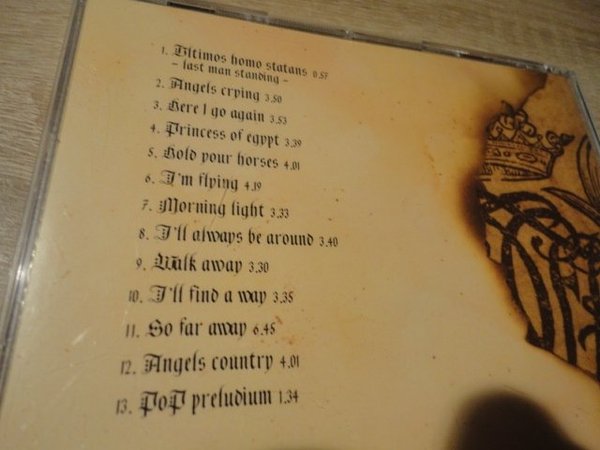 1. Ultimos homo statans 0.57
- last man standing -
2. Angels crying 3.50
3. Here I go again 3.53
4. Princess of egypt 3.39
5. Hold your horses 4.01
6. I'm flying 4.19
7. Morning light 3.33
8. I'll always be around 3.40
9. Walk away 3.30
10. I'll find a way 3.35
11. So far away 6.45
12. Angels country 4.01
13. PoP preludium 1.34